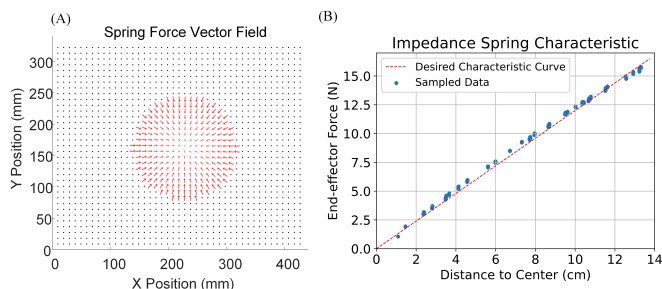 (A)
Spring Force Vector Field
300
250
200
150
100
50
0
0 100 200 300 400
X Position (mm)
Y Position (mm)
(B)
Impedance Spring Characteristic
Desired Characteristic Curve
Sampled Data
15.0
12.5
10.0
7.5
5.0
2.5
0.0
0 2 4 6 8 10 12 14
Distance to Center (cm)
End-effector Force (N)